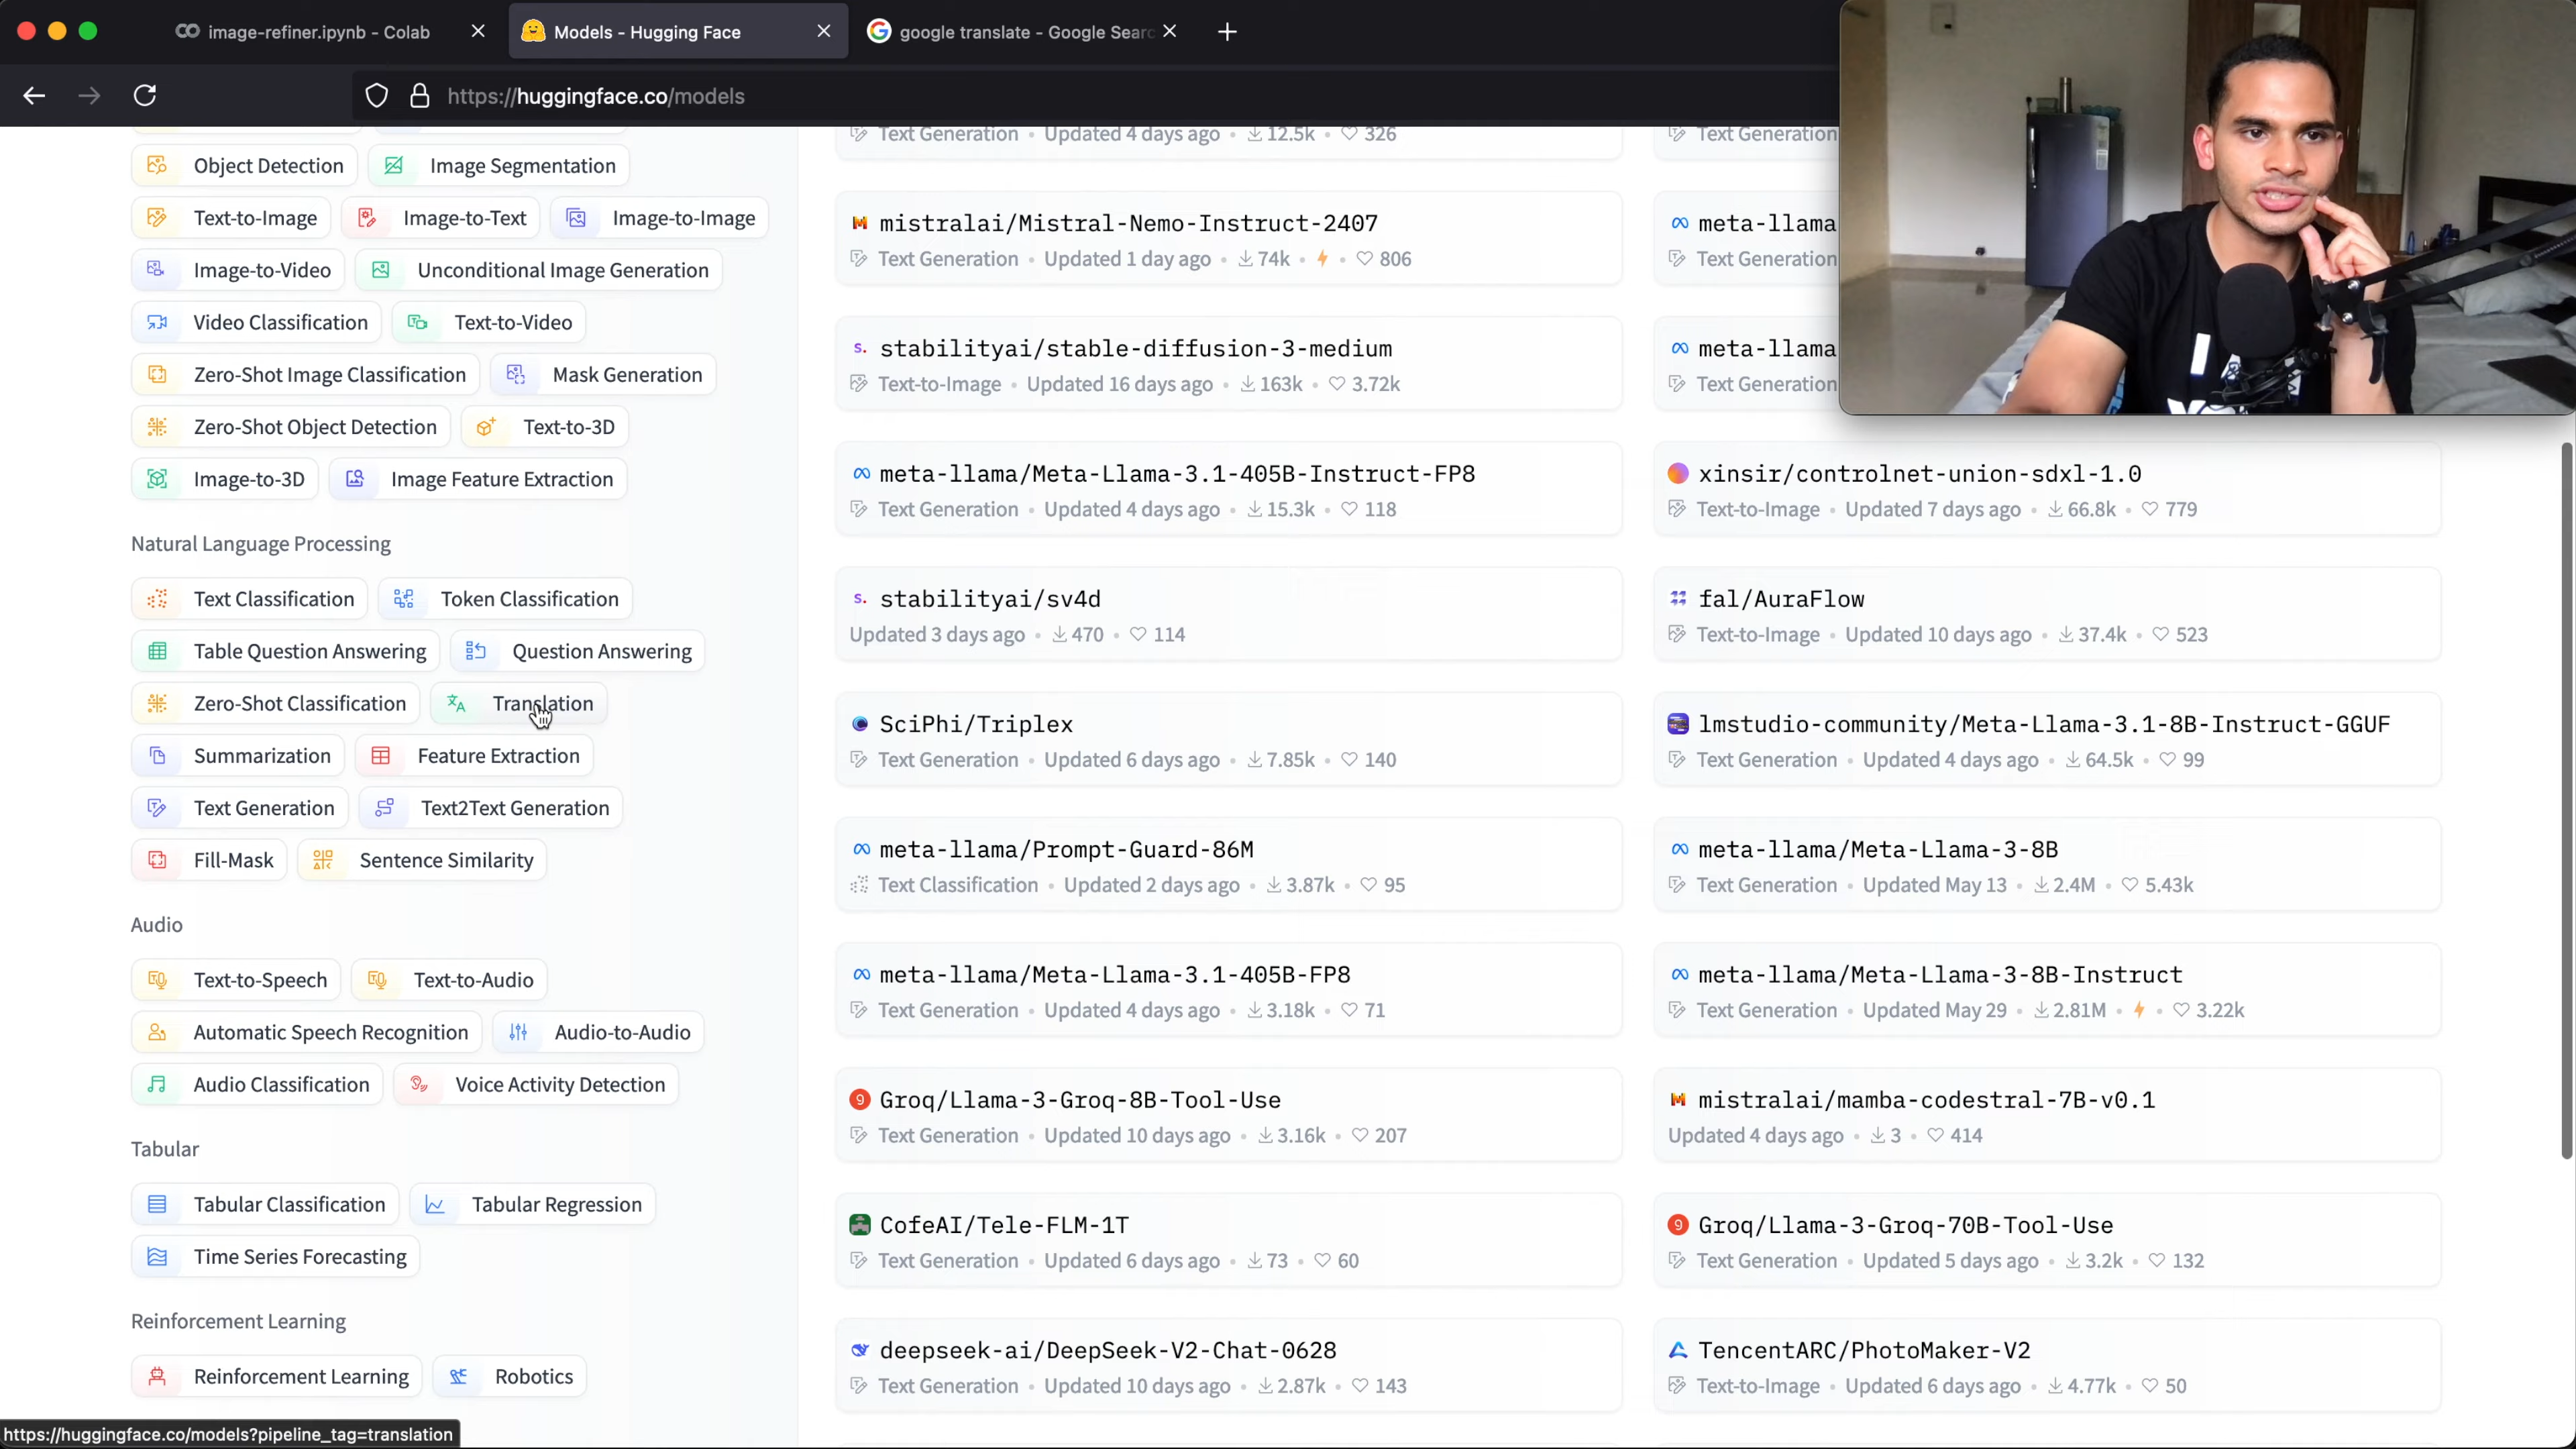 image-refiner.ipynb - Colab
Models - Hugging Face
google translate - Google Searc
https://huggingface.co/models
Object Detection
Image Segmentation
Text-to-Image
Image-to-Text
Image-to-Image
Image-to-Video
Unconditional Image Generation
Video Classification
Text-to-Video
Zero-Shot Image Classification
Mask Generation
Zero-Shot Object Detection
Text-to-3D
Image-to-3D
Image Feature Extraction
Natural Language Processing
Text Classification
Token Classification
Table Question Answering
Question Answering
Zero-Shot Classification
Translation
Summarization
Feature Extraction
Text Generation
Text2Text Generation
Fill-Mask
Sentence Similarity
Audio
Text-to-Speech
Text-to-Audio
Automatic Speech Recognition
Audio-to-Audio
Audio Classification
Voice Activity Detection
Tabular
Tabular Classification
Tabular Regression
Time Series Forecasting
Reinforcement Learning
Reinforcement Learning
Robotics
https://huggingface.co/models?pipeline_tag=translation
Text Generation • Updated 4 days ago • 12.5k • 326
Text Generation
mistralai/Mistral-Nemo-Instruct-2407
Text Generation • Updated 1 day ago • 74k • 806
meta-llama
Text Generation
stabilityai/stable-diffusion-3-medium
Text-to-Image • Updated 16 days ago • 163k • 3.72k
meta-llama
Text Generation
meta-llama/Meta-Llama-3.1-405B-Instruct-FP8
Text Generation • Updated 4 days ago • 15.3k • 118
xinsir/controlnet-union-sdxl-1.0
Text-to-Image • Updated 7 days ago • 66.8k • 779
stabilityai/sv4d
Updated 3 days ago • 470 • 114
fal/AuraFlow
Text-to-Image • Updated 10 days ago • 37.4k • 523
SciPhi/Triplex
Text Generation • Updated 6 days ago • 7.85k • 140
lmstudio-community/Meta-Llama-3.1-8B-Instruct-GGUF
Text Generation • Updated 4 days ago • 64.5k • 99
meta-llama/Prompt-Guard-86M
Text Classification • Updated 2 days ago • 3.87k • 95
meta-llama/Meta-Llama-3-8B
Text Generation • Updated May 13 • 2.4M • 5.43k
meta-llama/Meta-Llama-3.1-405B-FP8
Text Generation • Updated 4 days ago • 3.18k • 71
meta-llama/Meta-Llama-3-8B-Instruct
Text Generation • Updated May 29 • 2.81M • 3.22k
Groq/Llama-3-Groq-8B-Tool-Use
Text Generation • Updated 10 days ago • 3.16k • 207
mistralai/mamba-codestral-7B-v0.1
Updated 4 days ago • 3 • 414
CofeAI/Tele-FLM-1T
Text Generation • Updated 6 days ago • 73 • 60
Groq/Llama-3-Groq-70B-Tool-Use
Text Generation • Updated 5 days ago • 3.2k • 132
deepseek-ai/DeepSeek-V2-Chat-0628
Text Generation • Updated 10 days ago • 2.87k • 143
TencentARC/PhotoMaker-V2
Text-to-Image • Updated 6 days ago • 4.77k • 50